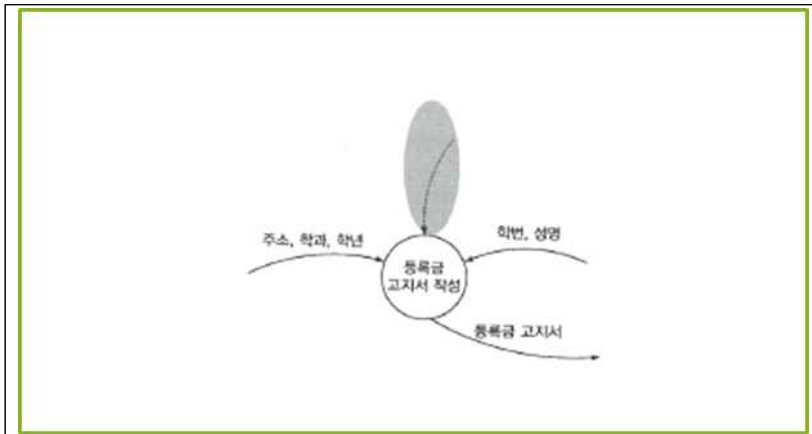 주소, 학과, 학년
학번, 성명
등록금
고지서 작성
등록금 고지서